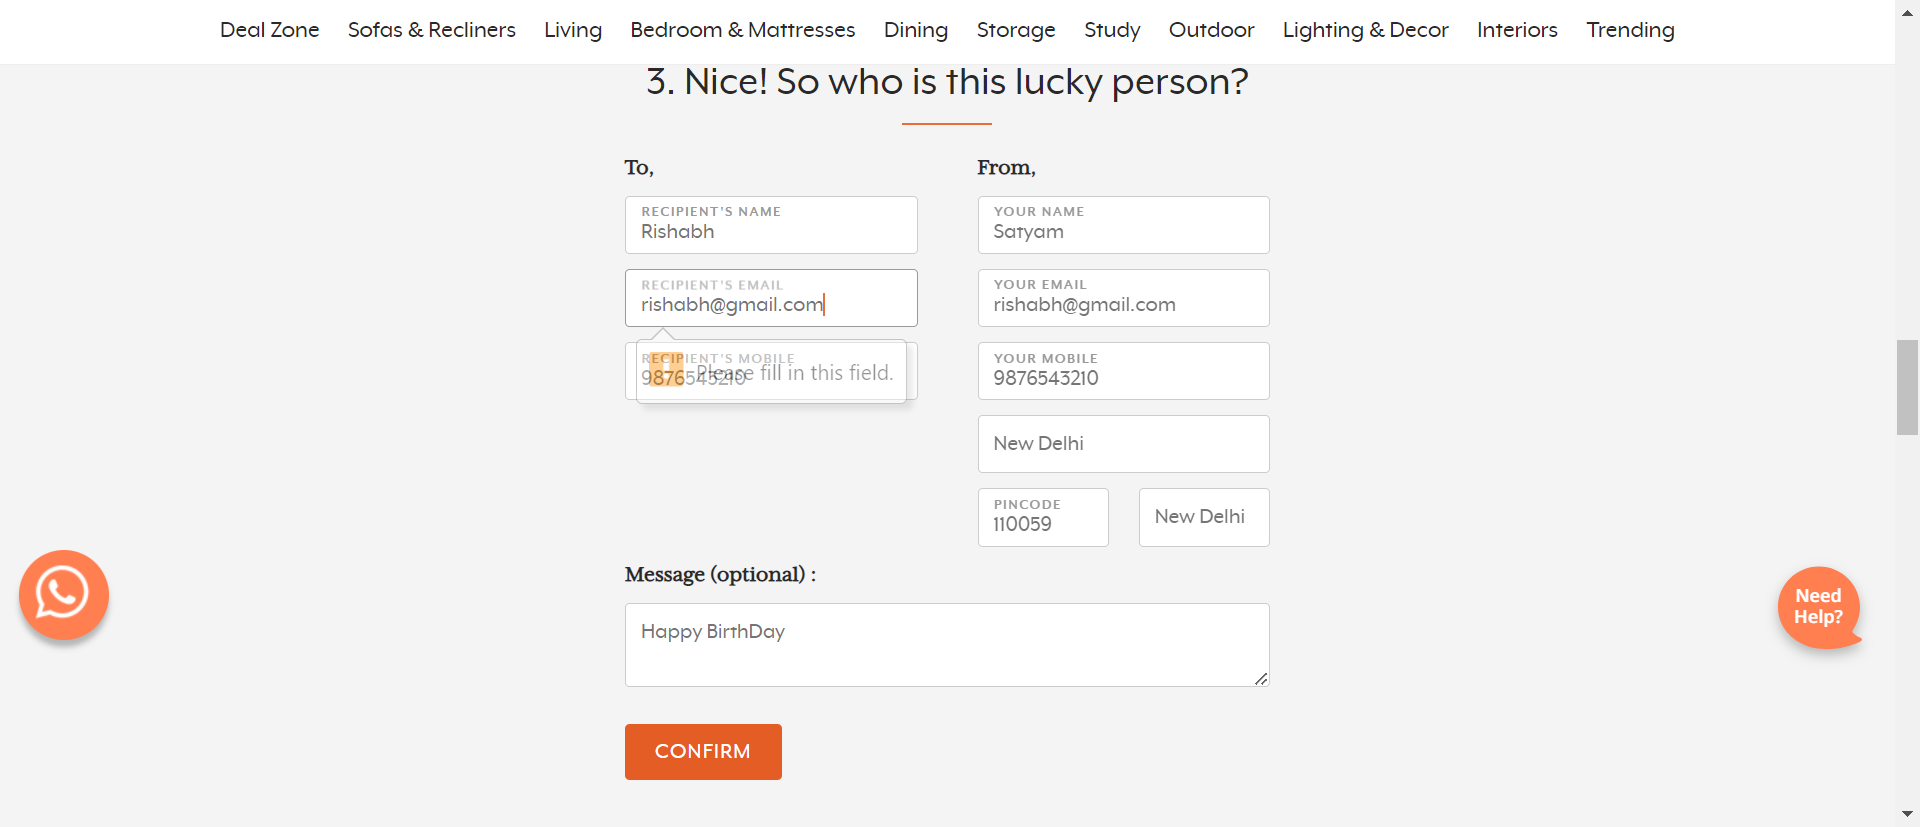 Deal Zone Sofas & Recliners Living Bedroom & Mattresses Dining Storage Study Outdoor Lighting & Decor Interiors Trending
3. Nice! So who is this lucky person?
To,
RECIPIENT'S NAME
Rishabh
RECIPIENT'S EMAIL
rishabh@gmail.com
RECIPIENT'S MOBILE
9876543210
Please fill in this field.
From,
YOUR NAME
Satyam
YOUR EMAIL
rishabh@gmail.com
YOUR MOBILE
9876543210
New Delhi
PINCODE
110059
New Delhi
Message (optional) :
Happy BirthDay
CONFIRM
Need
Help?